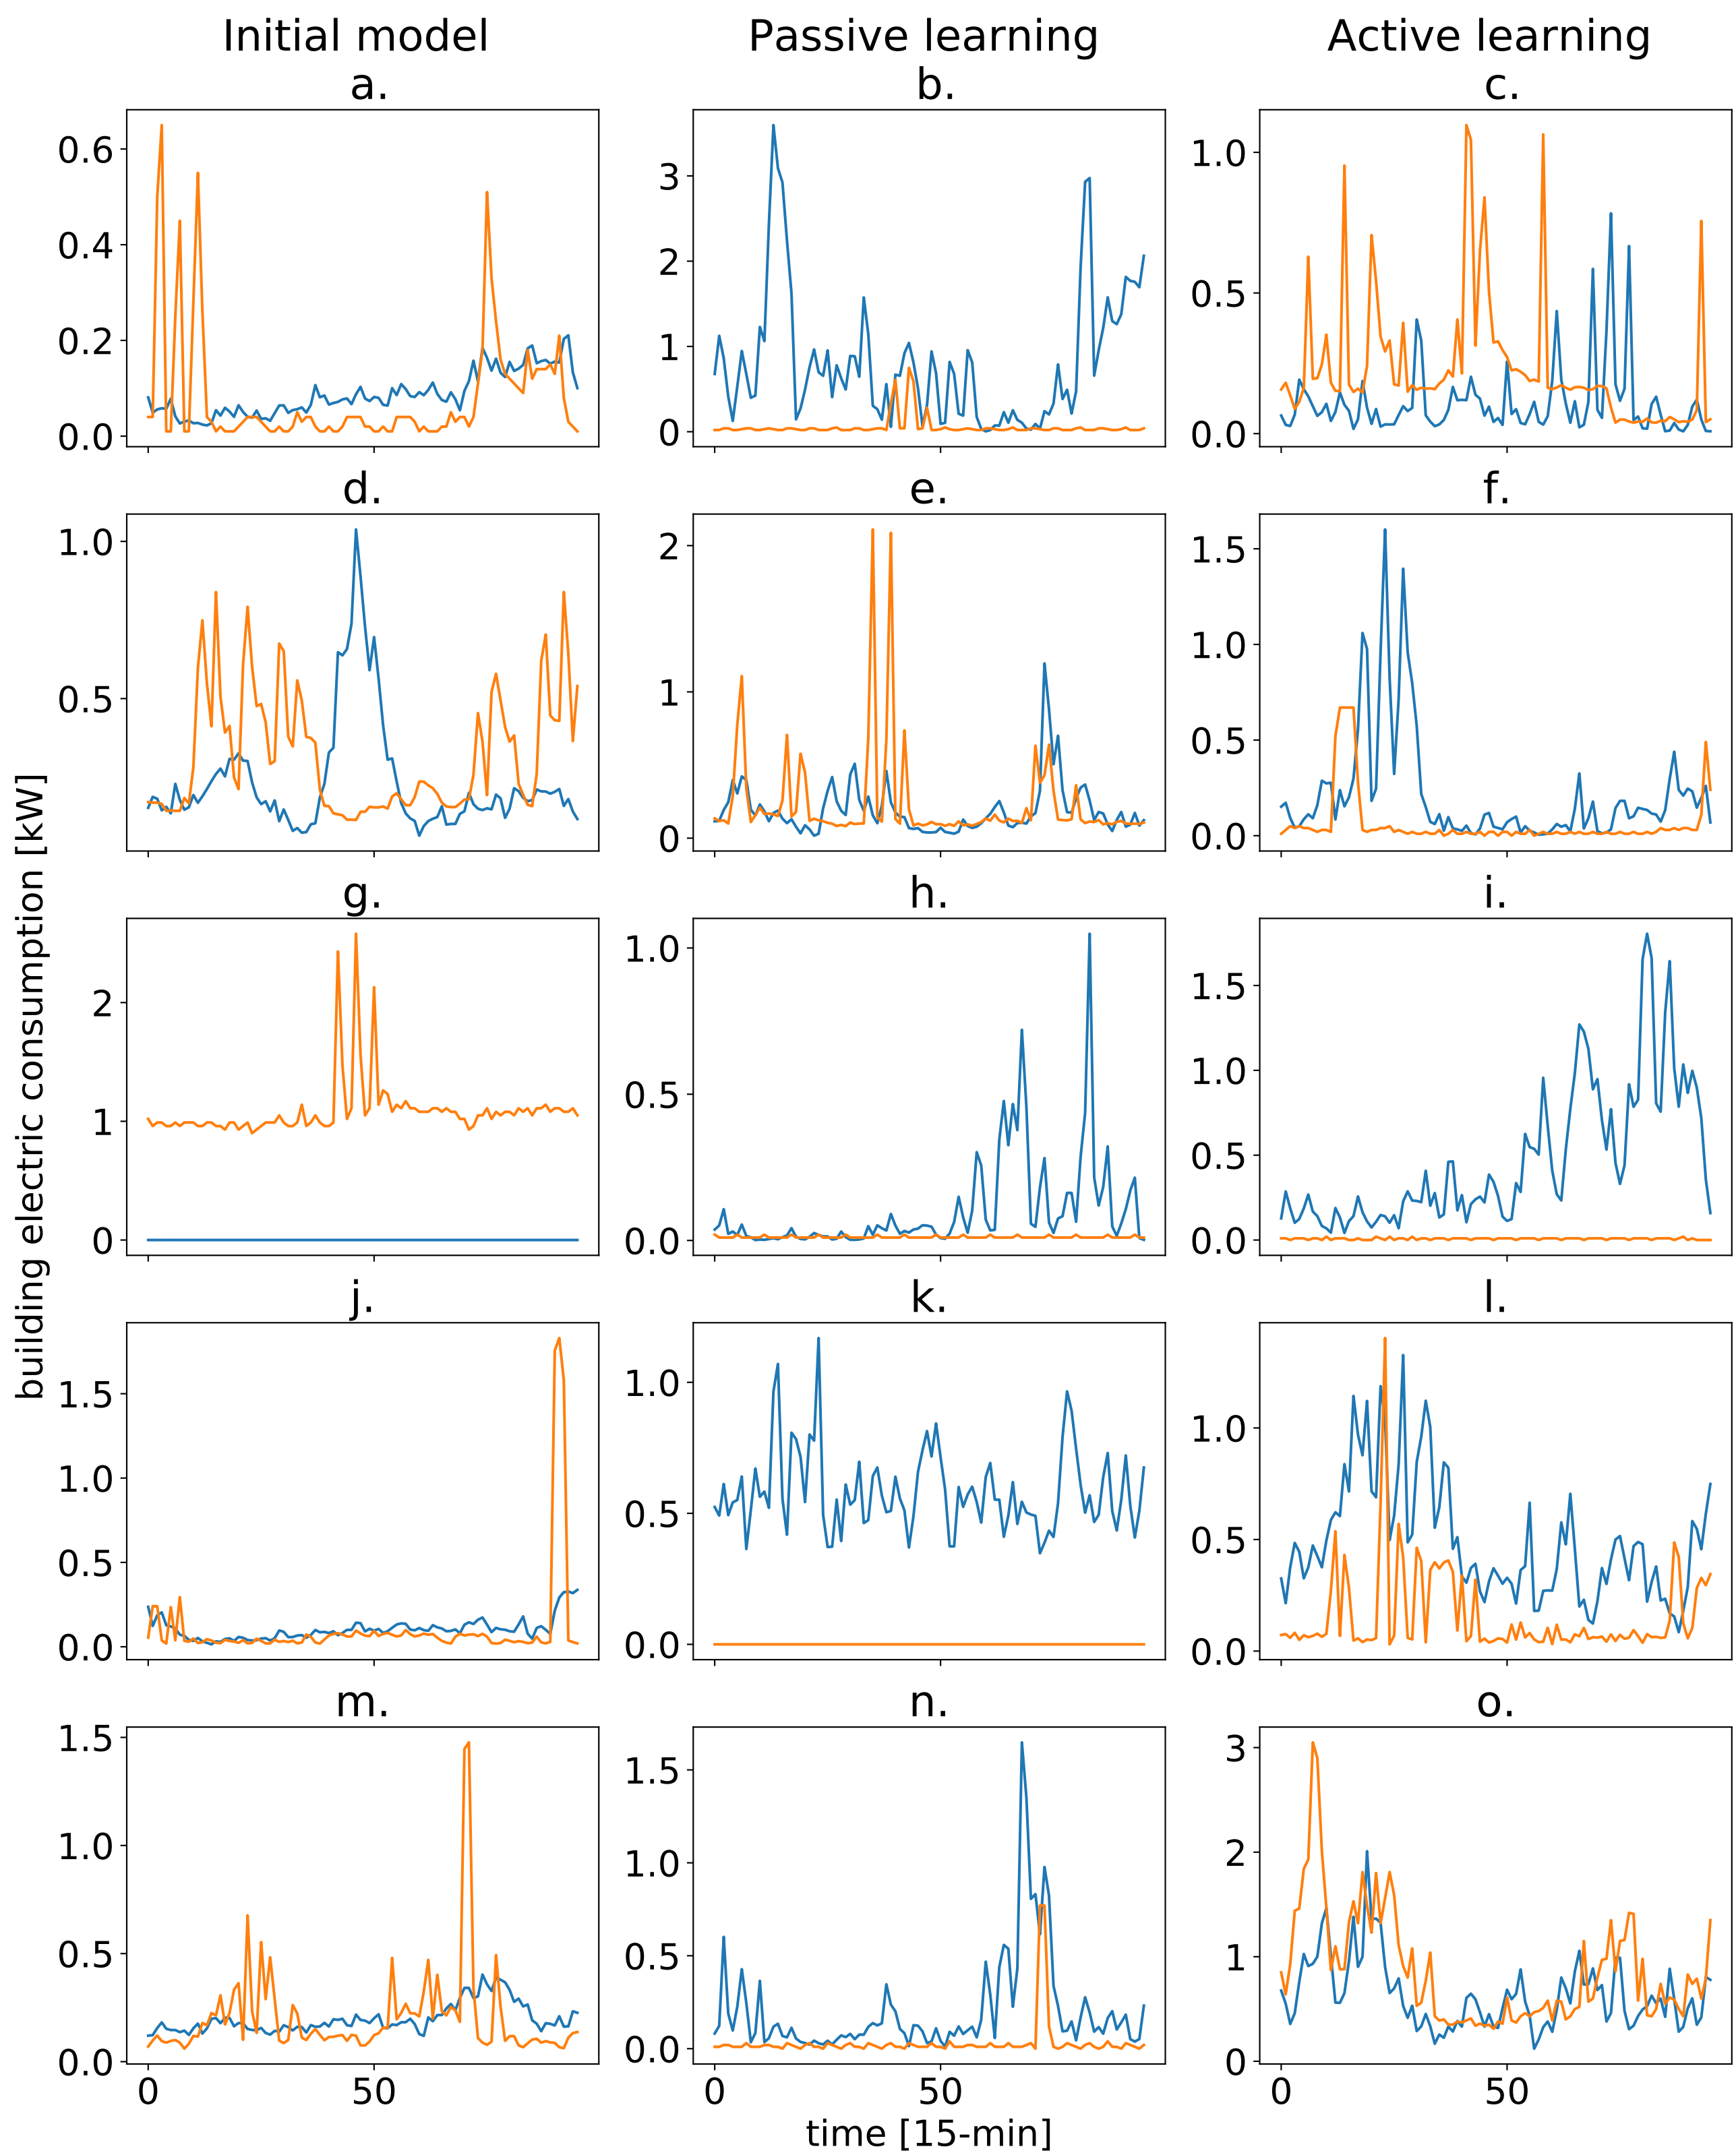 Initial model
Passive learning
Active learning
a.
b.
c.
0.6
0.4
0.2
0.0
3
2
1
0
1.0
0.5
0.0
d.
e.
f.
1.0
0.5
2
1
0
1.5
1.0
0.5
0.0
g.
h.
i.
2
1
0
1.0
0.5
0.0
1.5
1.0
0.5
0.0
building electric consumption [kW]
j.
k.
l.
1.5
1.0
0.5
0.0
1.0
0.5
0.0
1.0
0.5
0.0
m.
n.
o.
1.5
1.0
0.5
0.0
1.5
1.0
0.5
0.0
3
2
1
0
0
50
0
50
0
50
time [15-min]